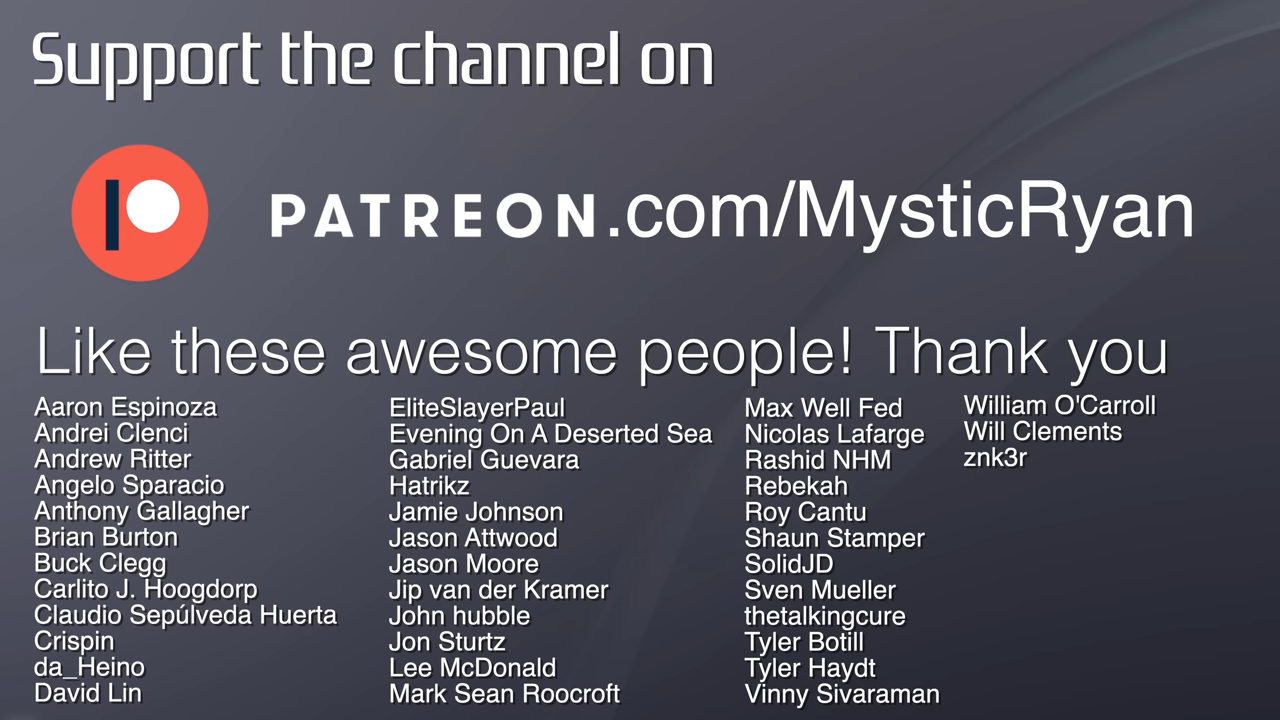 Support the channel on
PATREON.com/MysticRyan
Like these awesome people! Thank you
Aaron Espinoza
Andrei Clenci
Andrew Ritter
Angelo Sparacio
Anthony Gallagher
Brian Burton
Buck Clegg
Carlito J. Hoogdorp
Claudio Sepúlveda Huerta
Crispin
da_Heino
David Lin
EliteSlayerPaul
Evening On A Deserted Sea
Gabriel Guevara
Hatrikz
Jamie Johnson
Jason Attwood
Jason Moore
Jip van der Kramer
John hubble
Jon Sturtz
Lee McDonald
Mark Sean Roocroft
Max Well Fed
Nicolas Lafarge
Rashid NHM
Rebekah
Roy Cantu
Shaun Stamper
SolidJD
Sven Mueller
thetalkingcure
Tyler Botill
Tyler Haydt
Vinny Sivaraman
William O'Carroll
Will Clements
znk3r